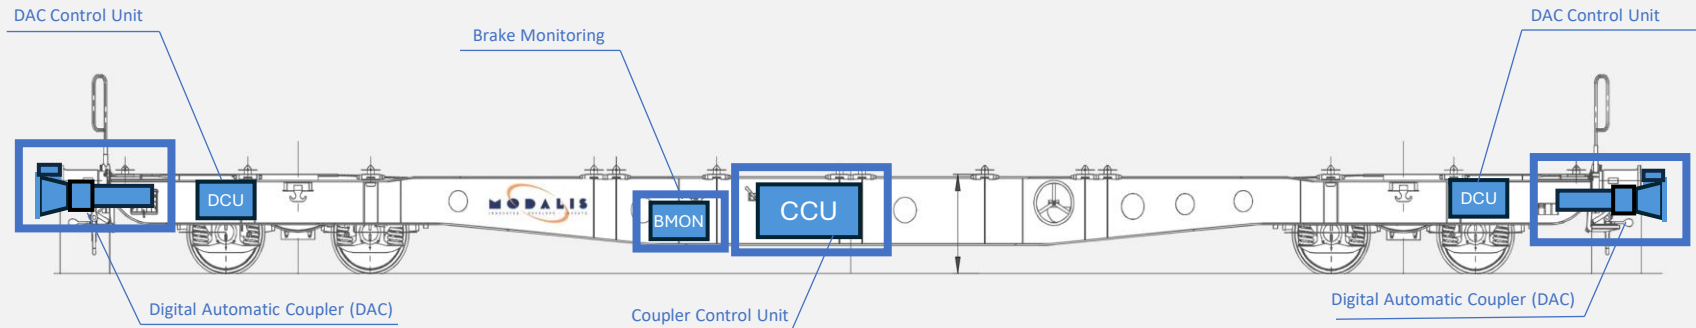 DAC Control Unit
DAC Control Unit
Brake Monitoring
DCU
MODALIS
BMON
CCU
DCU
Digital Automatic Coupler (DAC)
Coupler Control Unit
Digital Automatic Coupler (DAC)